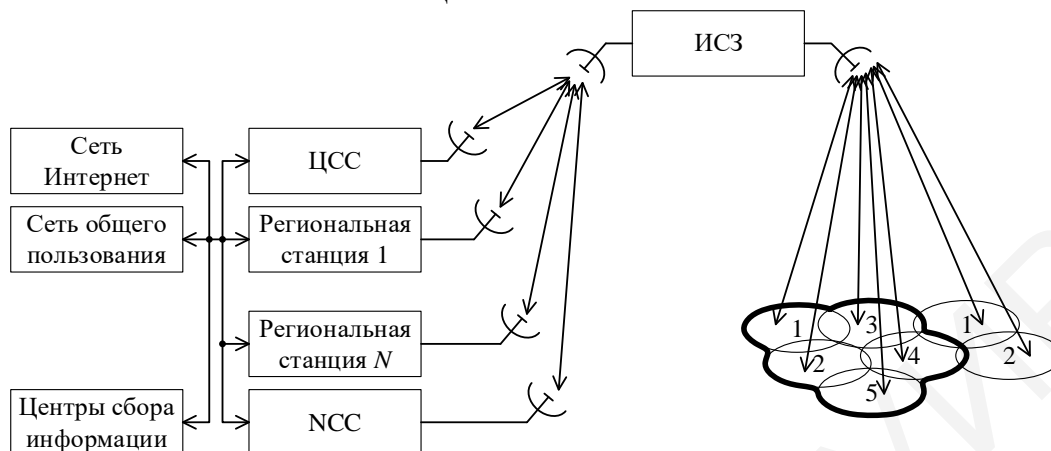 ИСЗ
Сеть
Интернет
ЦСС
Сеть общего
пользования
Региональная
станция 1
Региональная
станция N
Центры сбора
информации
NCC
1
3
1
2
4
2
5